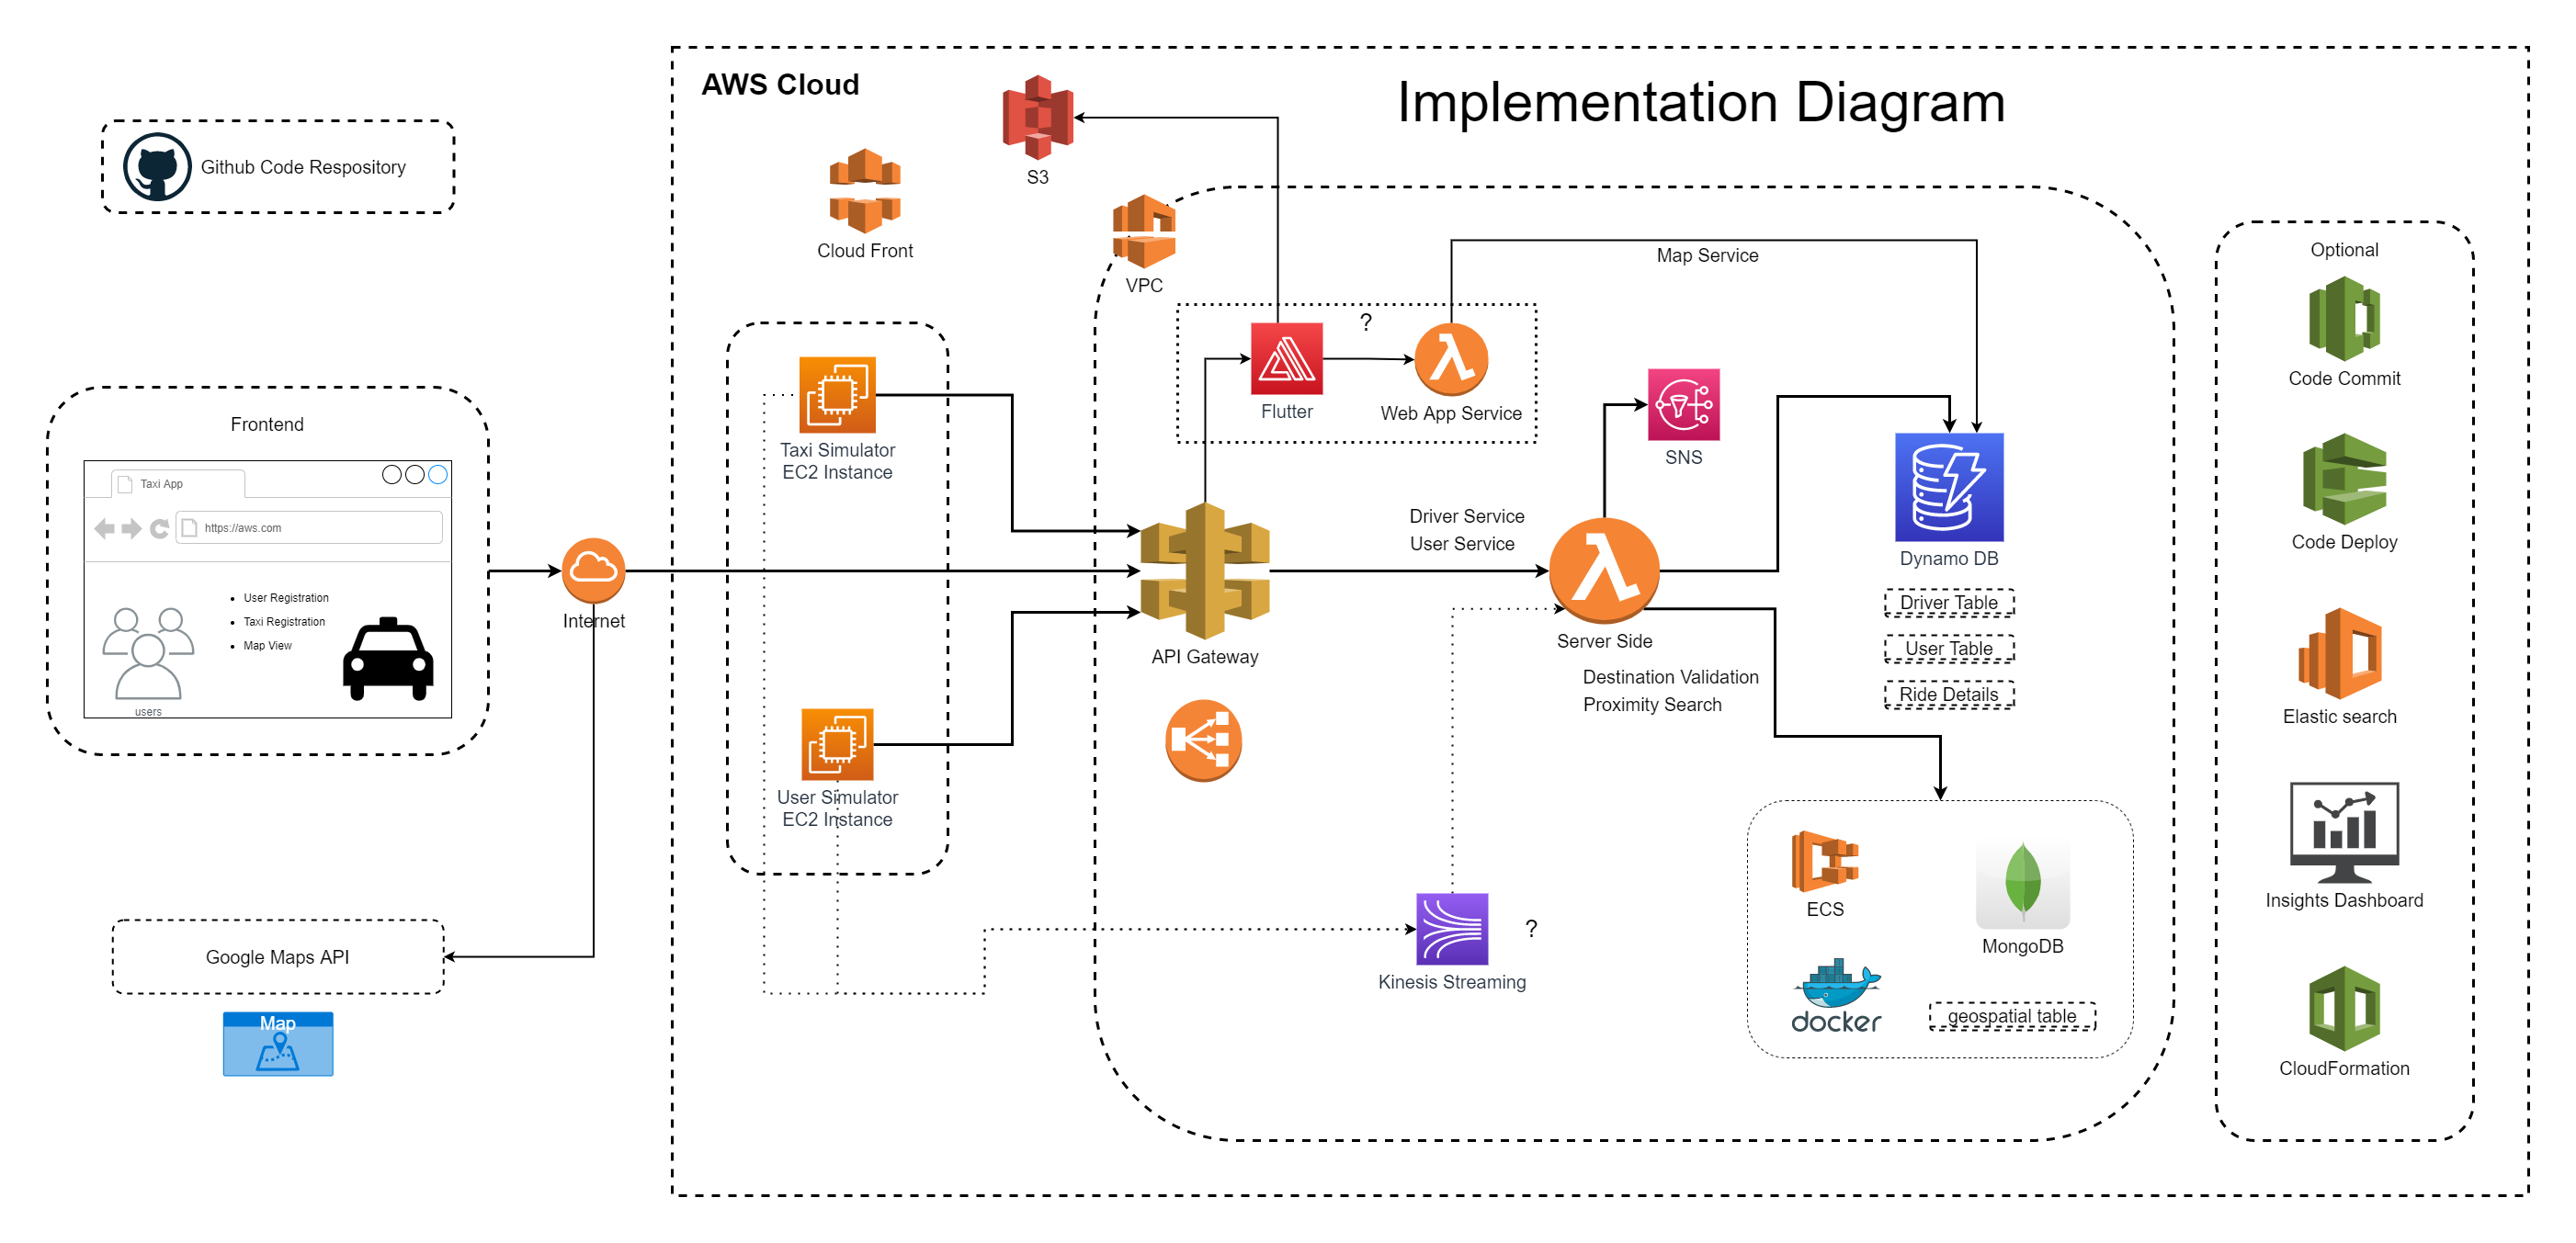 Implementation Diagram
AWS Cloud
Github Code Respository
S3
Cloud Front
VPC
Map Service
Optional
Code Commit
Code Deploy
Elastic search
Insights Dashboard
CloudFormation
Frontend
Taxi App
https://aws.com
User Registration
Taxi Registration
Map View
users
Internet
Google Maps API
Map
Taxi Simulator
EC2 Instance
User Simulator
EC2 Instance
?
Flutter
Web App Service
API Gateway
Driver Service
User Service
SNS
Server Side
Destination Validation
Proximity Search
Dynamo DB
Driver Table
User Table
Ride Details
Kinesis Streaming
?
ECS
MongoDB
docker
geospatial table